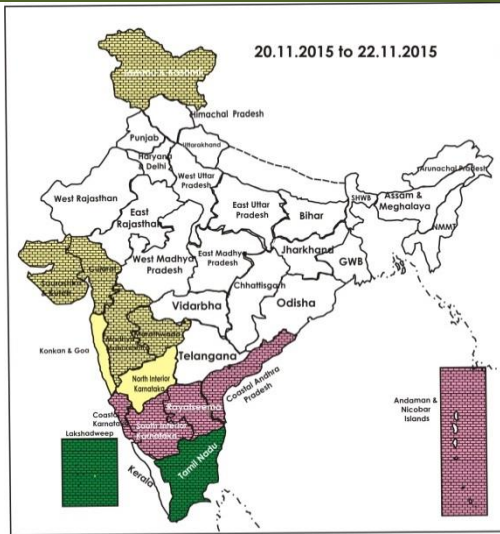 20.11.2015 to 22.11.2015
Jammu & Kashmir
Himachal Pradesh
Punjab
Uttarakhand
Haryana
& Delhi
West Uttar
Pradesh
Arunachal Pradesh
West Rajasthan
East
Rajasthan
East Uttar
Pradesh
Bihar
SHWB
Assam &
Meghalaya
NMMT
West Madhya
Pradesh
East Madhya
Pradesh
Jharkhand
GWB
Gujarat
Saurashtra
& Kutch
Chhattisgarh
Odisha
Vidarbha
Madhya
Maharashtra
Marathwada
Konkan & Goa
Telangana
North Interior
Karnataka
Coastal Andhra
Pradesh
Rayalseema
Coastal
Karnataka
South Interior
Karnataka
Lakshadweep
Kerala
Tamil Nadu
Andaman &
Nicobar
Islands